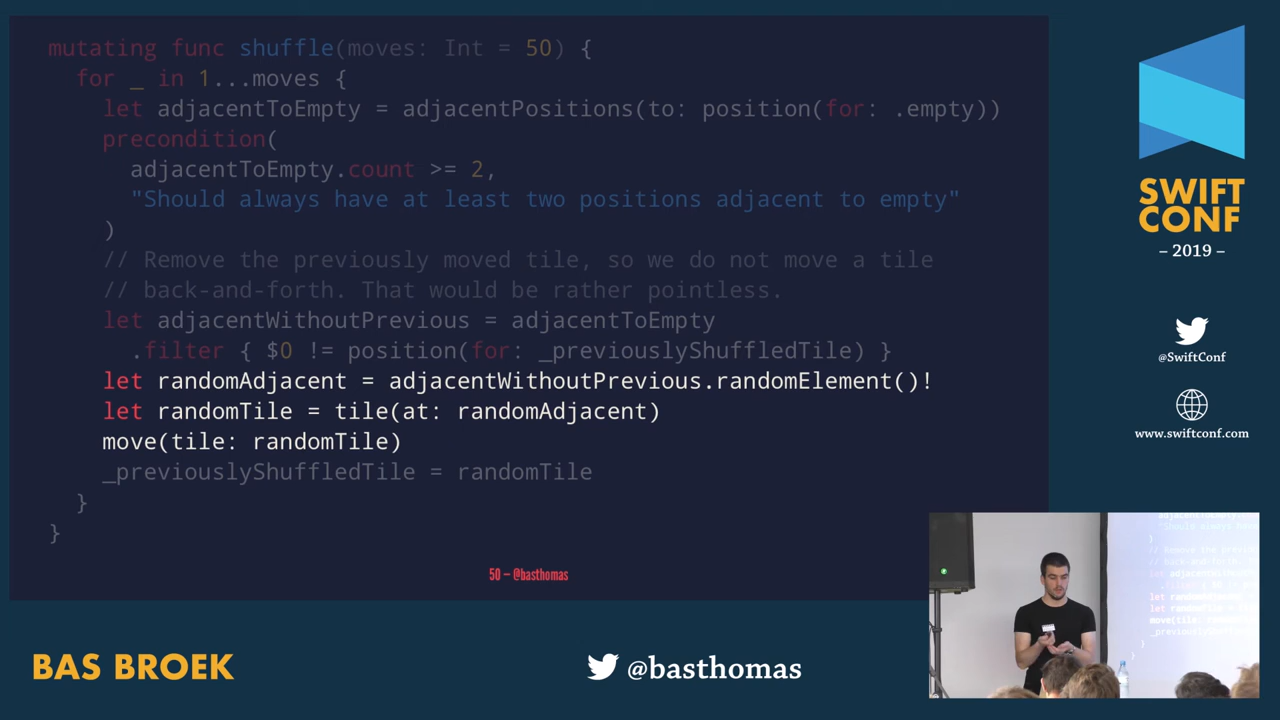 mutating func shuffle(moves: Int = 50) {
for _ in 1...moves {
let adjacentToEmpty = adjacentPositions(to: position(for: .empty))
precondition(
adjacentToEmpty.count >= 2,
"Should always have at least two positions adjacent to empty"
)
// Remove the previously moved tile, so we do not move a tile
// back-and-forth. That would be rather pointless.
let adjacentWithoutPrevious = adjacentToEmpty
.filter { $0 != position(for: _previouslyShuffledTile) }
let randomAdjacent = adjacentWithoutPrevious.randomElement()!
let randomTile = tile(at: randomAdjacent)
move(tile: randomTile)
_previouslyShuffledTile = randomTile
}
}
50 – @basthomas
SWIFT
CONF
– 2019 –
@SwiftConf
www.swiftconf.com
BAS BROEK
@basthomas